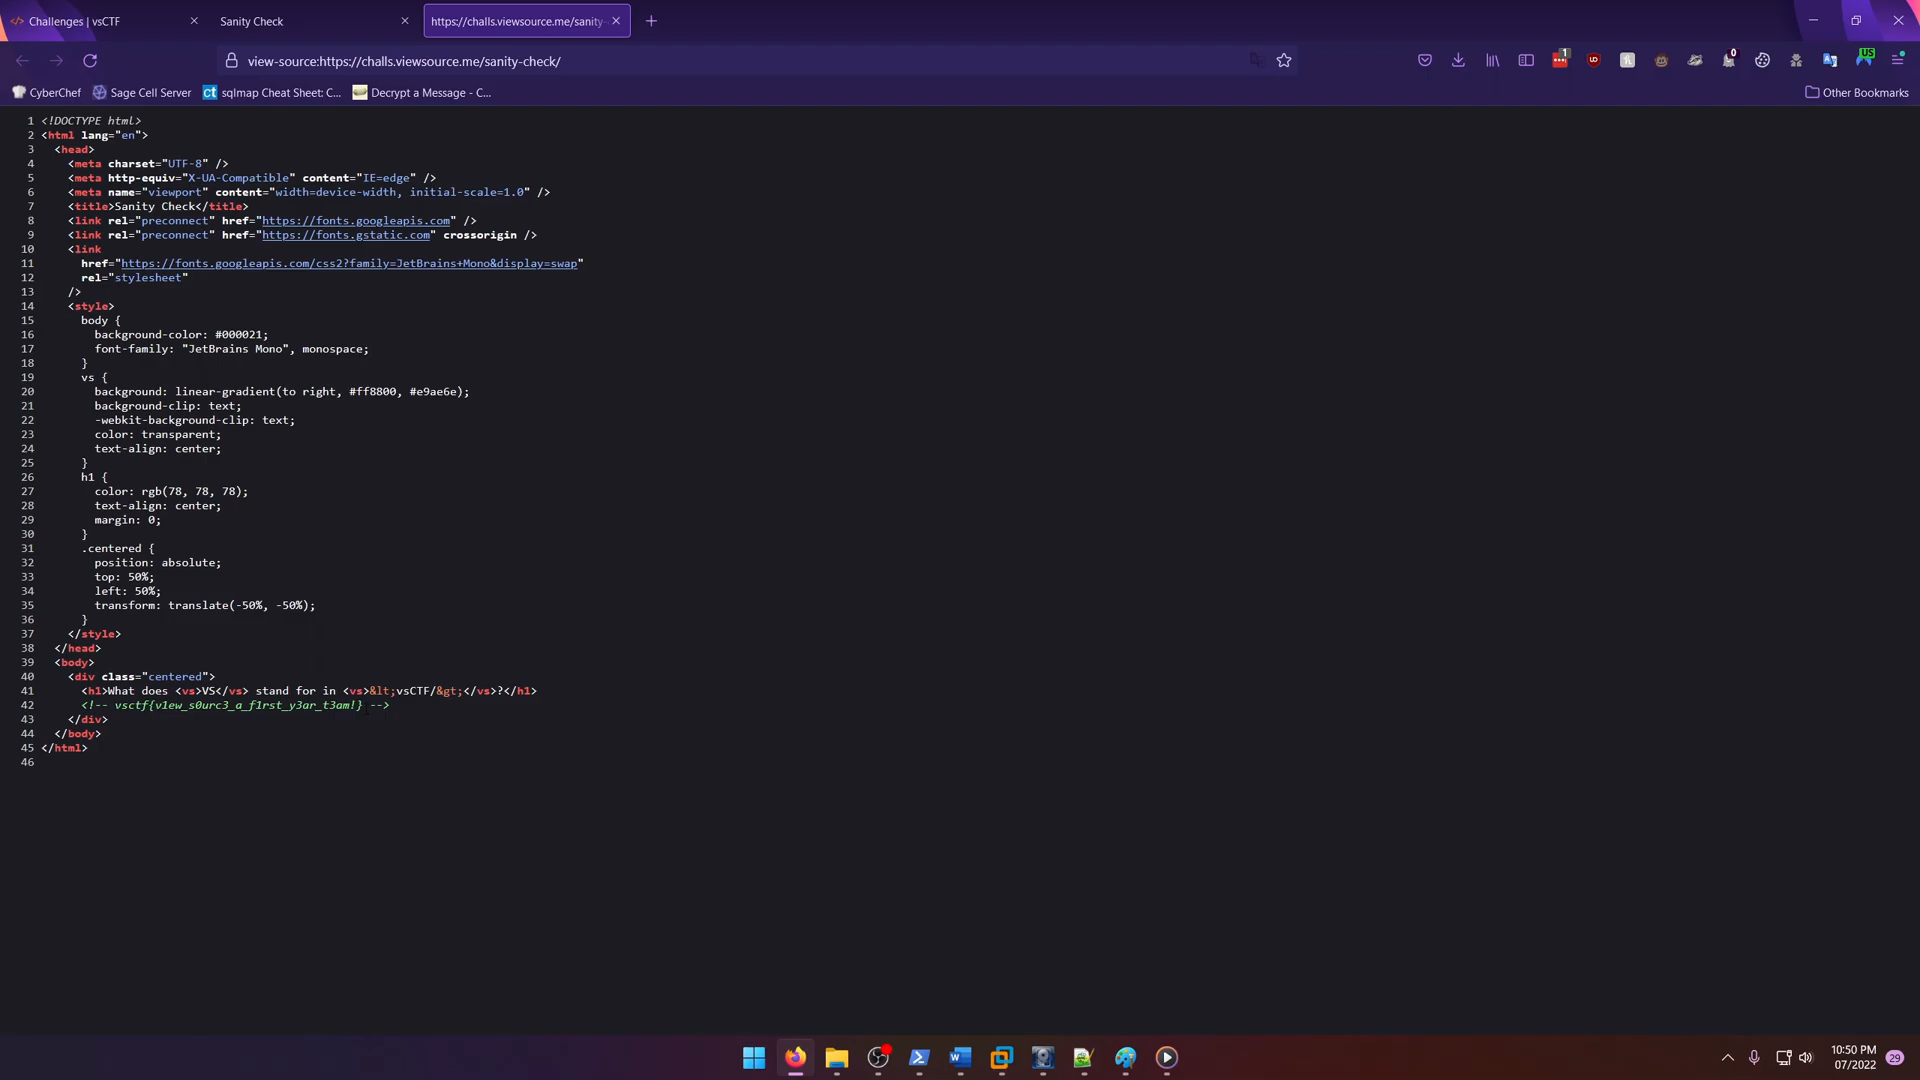 </> Challenges | vsCTF
Sanity Check
https://challs.viewsource.me/sanity-
view-source:https://challs.viewsource.me/sanity-check/
1
0
US
CyberChef
Sage Cell Server
ct sqlmap Cheat Sheet: C...
Decrypt a Message - C...
Other Bookmarks
1 <!DOCTYPE html>
2 <html lang="en">
3 <head>
4 <meta charset="UTF-8" />
5 <meta http-equiv="X-UA-Compatible" content="IE=edge" />
6 <meta name="viewport" content="width=device-width, initial-scale=1.0" />
7 <title>Sanity Check</title>
8 <link rel="preconnect" href="https://fonts.googleapis.com" />
9 <link rel="preconnect" href="https://fonts.gstatic.com" crossorigin />
10 <link
11 href="https://fonts.googleapis.com/css2?family=JetBrains+Mono&display=swap"
12 rel="stylesheet"
13 />
14 <style>
15 body {
16 background-color: #000021;
17 font-family: "JetBrains Mono", monospace;
18 }
19 vs {
20 background: linear-gradient(to right, #ff8800, #e9ae6e);
21 background-clip: text;
22 -webkit-background-clip: text;
23 color: transparent;
24 text-align: center;
25 }
26 h1 {
27 color: rgb(78, 78, 78);
28 text-align: center;
29 margin: 0;
30 }
31 .centered {
32 position: absolute;
33 top: 50%;
34 left: 50%;
35 transform: translate(-50%, -50%);
36 }
37 </style>
38 </head>
39 <body>
40 <div class="centered">
41 <h1>What does <vs>VS</vs> stand for in <vs>&lt;vsCTF/&gt;</vs>?</h1>
42 <!-- vsctf{v1ew_s0urc3_a_f1rst_y3ar_t3am!} -->
43 </div>
44 </body>
45 </html>
46
10:50 PM
07/2022
29